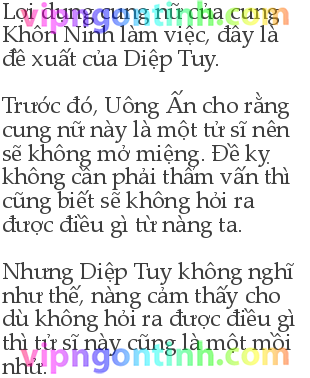 Lợi dụng cung nữ của cung
Khôn Ninh làm việc, đây là
đề xuất của Diệp Tuy.
Trước đó, Uông Ấn cho rằng
cung nữ này là một tử sĩ nên
sẽ không mở miệng. Đề kỵ
không cần phải thẩm vấn thì
cũng biết sẽ không hỏi ra
được điều gì từ nàng ta.
Nhưng Diệp Tuy không nghĩ
như thế, nàng cảm thấy cho
dù không hỏi ra được điều gì
thì tử sĩ này cũng là một mồi
nhử.
vipngontinh.com
vipngontinh.com